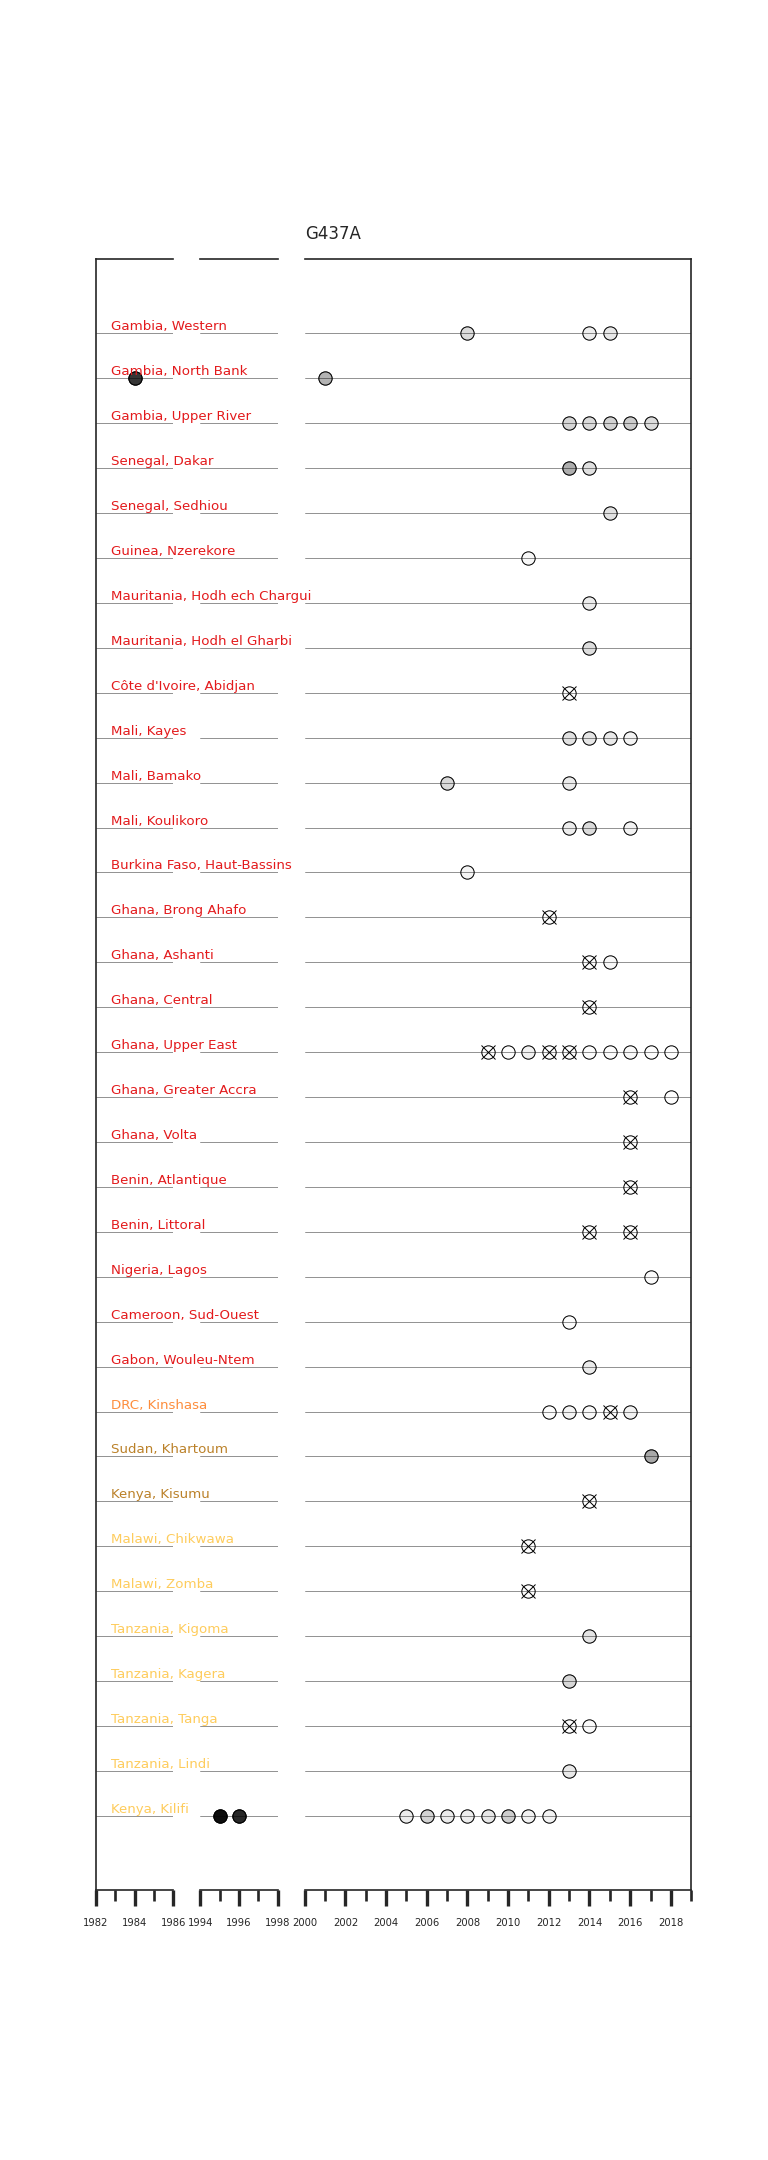 G437A
Gambia, Western
Gambia, North Bank
Gambia, Upper River
Senegal, Dakar
Senegal, Sedhiou
Guinea, Nzerekore
Mauritania, Hodh ech Chargui
Mauritania, Hodh el Gharbi
Côte d'Ivoire, Abidjan
Mali, Kayes
Mali, Bamako
Mali, Koulikoro
Burkina Faso, Haut-Bassins
Ghana, Brong Ahafo
Ghana, Ashanti
Ghana, Central
Ghana, Upper East
Ghana, Greater Accra
Ghana, Volta
Benin, Atlantique
Benin, Littoral
Nigeria, Lagos
Cameroon, Sud-Ouest
Gabon, Wouleu-Ntem
DRC, Kinshasa
Sudan, Khartoum
Kenya, Kisumu
Malawi, Chikwawa
Malawi, Zomba
Tanzania, Kigoma
Tanzania, Kagera
Tanzania, Tanga
Tanzania, Lindi
Kenya, Kilifi
1982 1984 1986 1994 1996 1998 2000 2002 2004 2006 2008 2010 2012 2014 2016 2018